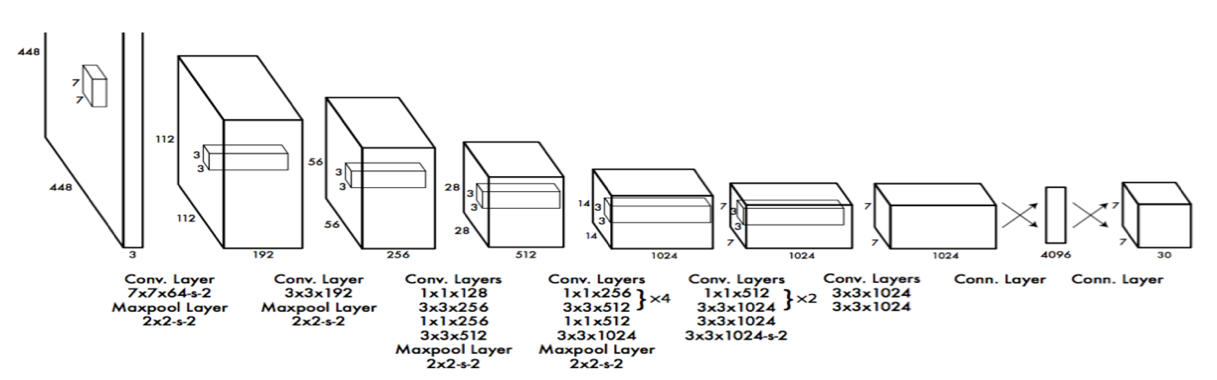 448
7
7
448
3
112
3
3
112
192
56
3
3
56
256
28
3
3
28
512
14
3
3
14
1024
7
3
3
7
1024
7
7
1024
4096
7
7
30
Conv. Layer
7x7x64-s-2
Maxpool Layer
2x2-s-2
Conv. Layer
3x3x192
Maxpool Layer
2x2-s-2
Conv. Layers
1x1x128
3x3x256
1x1x256
3x3x512
Maxpool Layer
2x2-s-2
Conv. Layers
1x1x256
3x3x512 } ×4
1x1x512
3x3x1024
Maxpool Layer
2x2-s-2
Conv. Layers
1x1x512
3x3x1024 } ×2
3x3x1024
3x3x1024-s-2
Conv. Layers
3x3x1024
3x3x1024
Conn. Layer
Conn. Layer